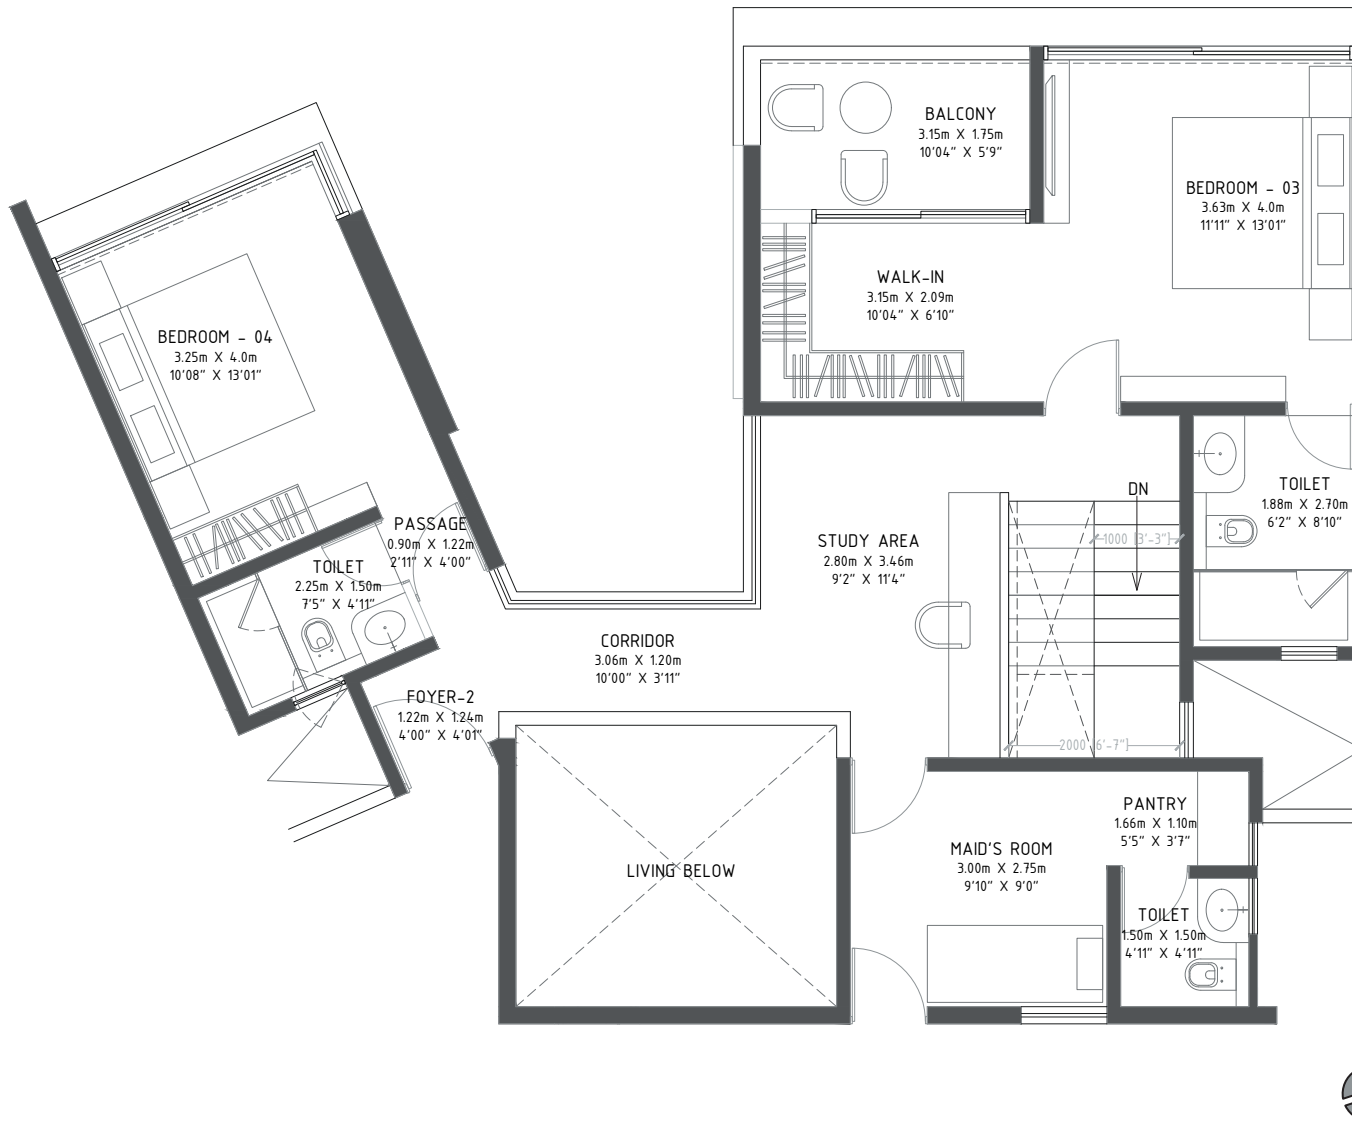 BALCONY
3.15m X 1.75m
10'04" X 5'9"
BEDROOM - 03
3.63m X 4.0m
11'11" X 13'01"
WALK-IN
3.15m X 2.09m
10'04" X 6'10"
BEDROOM - 04
3.25m X 4.0m
10'08" X 13'01"
DN
TOILET
1.88m X 2.70m
6'2" X 8'10"
PASSAGE
0.90m X 1.22m
2'11" X 4'00"
1000 [3'-3"]
STUDY AREA
2.80m X 3.46m
9'2" X 11'4"
TOILET
2.25m X 1.50m
7'5" X 4'11"
CORRIDOR
3.06m X 1.20m
10'00" X 3'11"
FOYER-2
1.22m X 1.24m
4'00" X 4'01"
2000 [6'-7"]
PANTRY
1.66m X 1.10m
5'5" X 3'7"
MAID'S ROOM
3.00m X 2.75m
9'10" X 9'0"
LIVING BELOW
TOILET
1.50m X 1.50m
4'11" X 4'11"